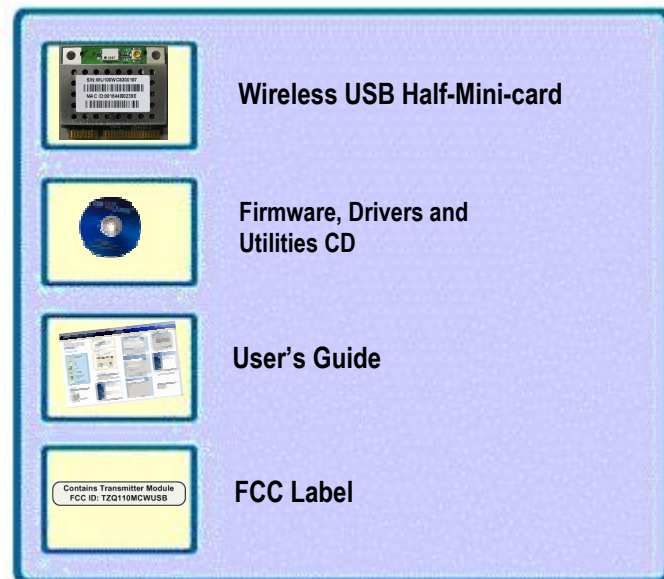 S/N:WU100WC9300167
Wireless USB Half-Mini-card
Firmware, Drivers and
Utilities CD
User's Guide
Contains Transmitter Module
FCC ID: TZQ110MCWUSB
FCC Label